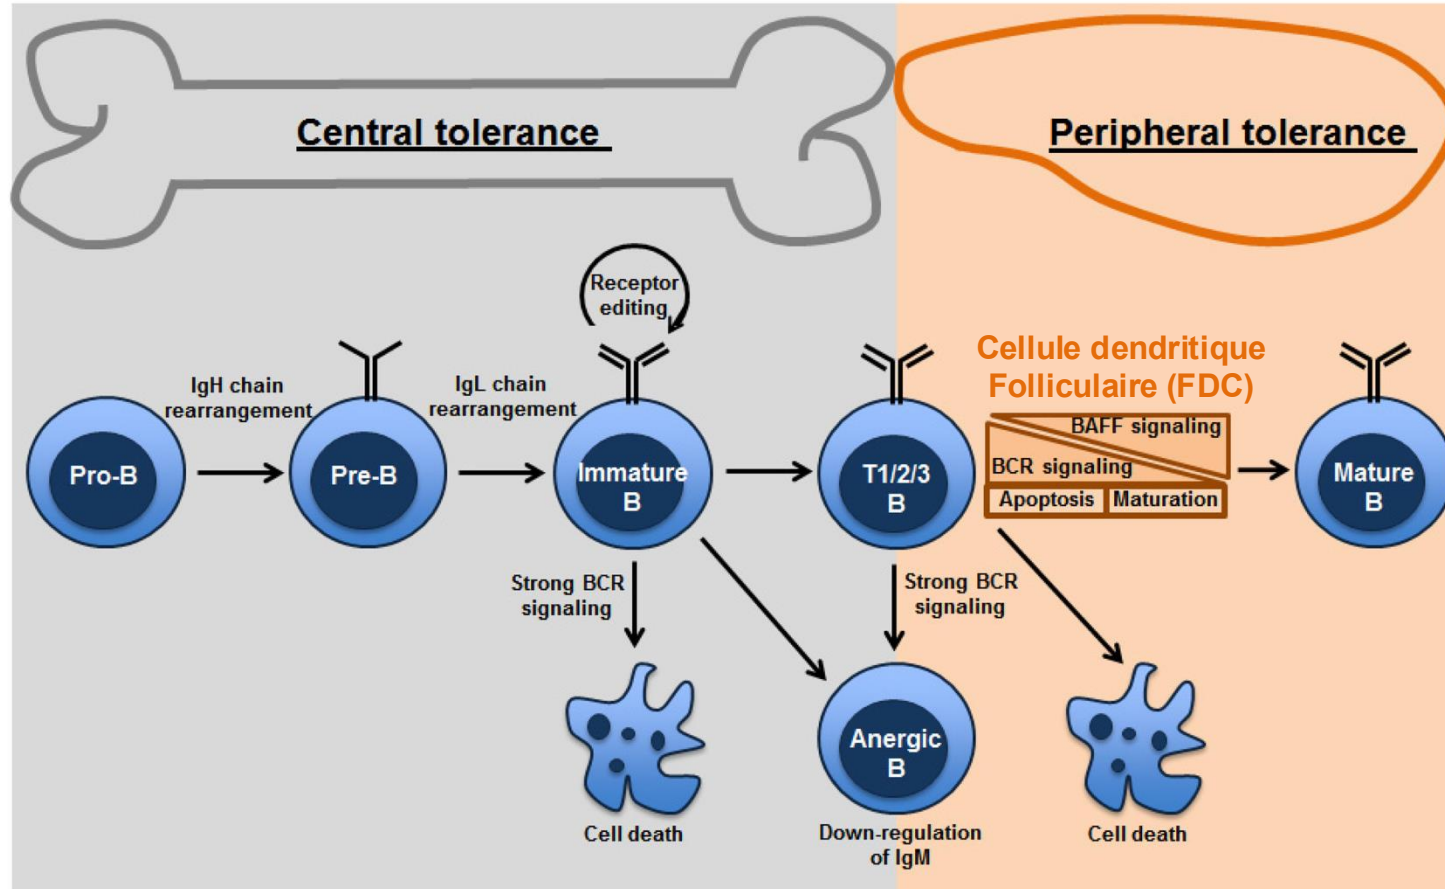 Central tolerance
Peripheral tolerance
Receptor
editing
IgH chain
rearrangement
IgL chain
rearrangement
Cellule dendritique
Folliculaire (FDC)
BAFF signaling
BCR signaling
Apoptosis
Maturation
Pro-B
Pre-B
Immature
B
T1/2/3
B
Mature
B
Strong BCR
signaling
Strong BCR
signaling
Anergic
B
Cell death
Down-regulation
of IgM
Cell death